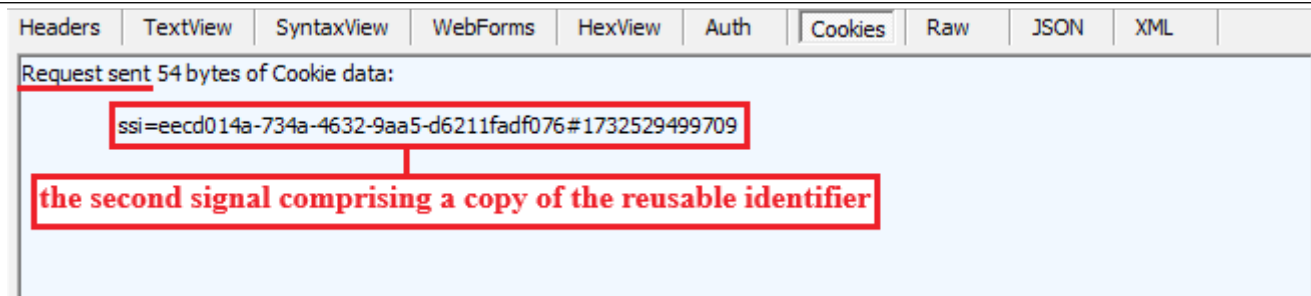 Headers TextView SyntaxView WebForms HexView Auth Cookies Raw JSON XML
Request sent 54 bytes of Cookie data:
ssi=eecd014a-734a-4632-9aa5-d6211fadf076#1732529499709
the second signal comprising a copy of the reusable identifier